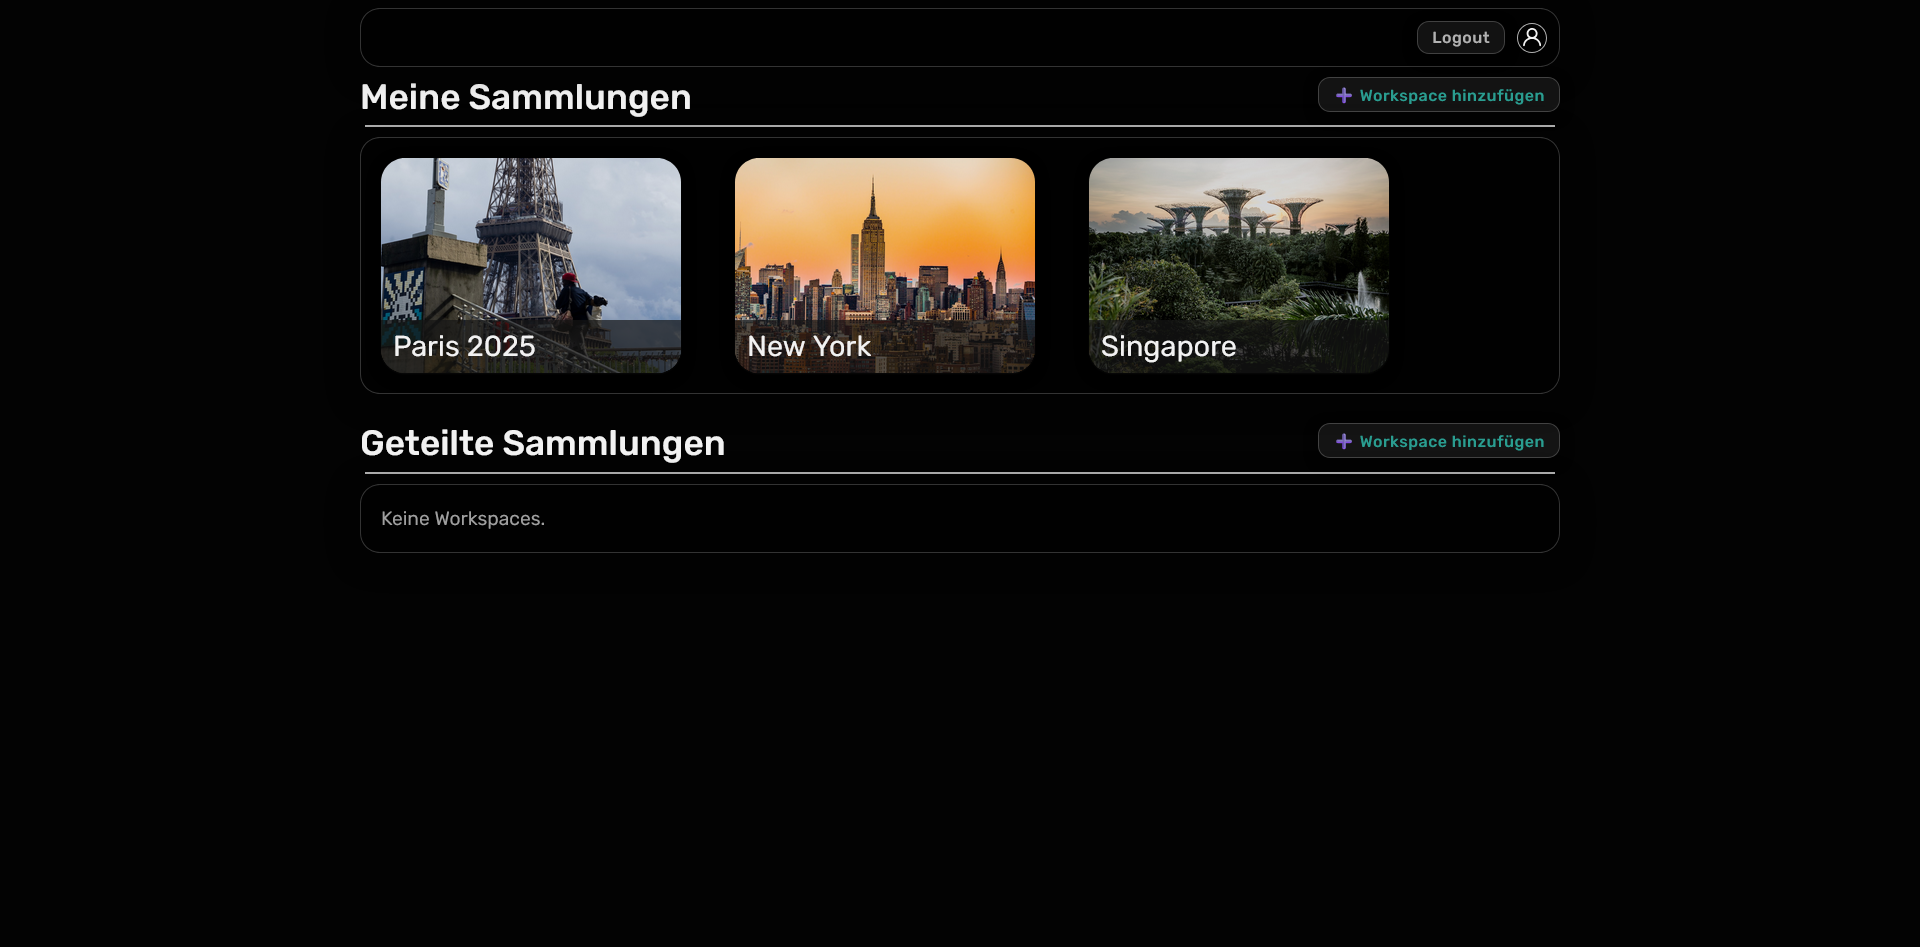 Logout
Meine Sammlungen
Workspace hinzufügen
Paris 2025
New York
Singapore
Geteilte Sammlungen
Workspace hinzufügen
Keine Workspaces.